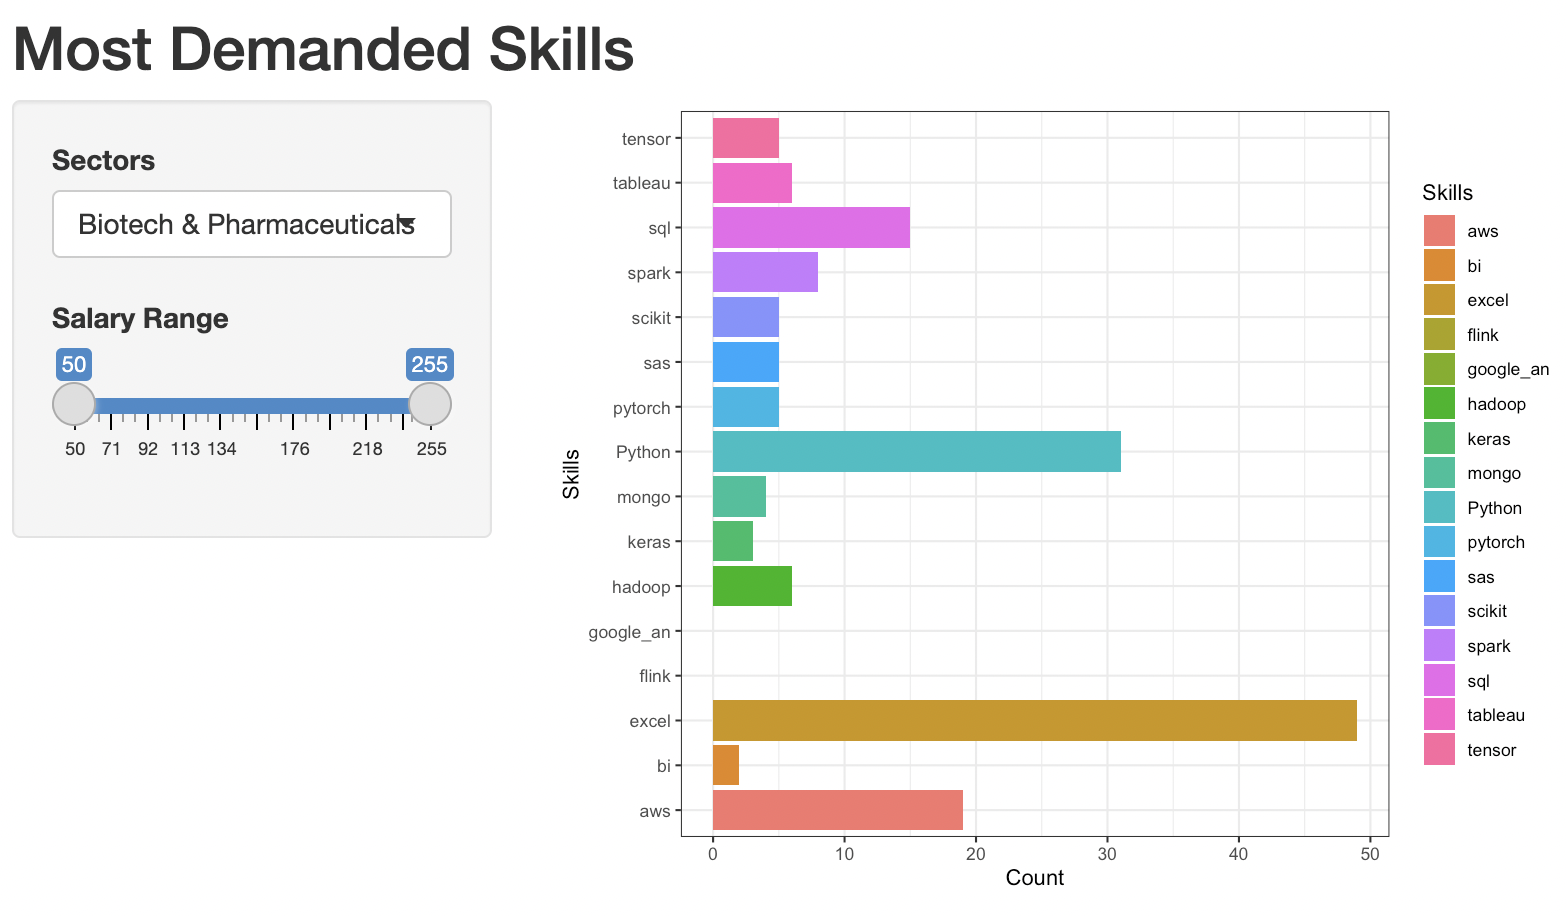 Most Demanded Skills
Sectors
Biotech & Pharmaceuticals
Salary Range
50 255
50 71 92 113 134 176 218 255
Skills
tensor
tableau
sql
spark
scikit
sas
pytorch
Python
mongo
keras
hadoop
google_an
flink
excel
bi
aws
0 10 20 30 40 50
Count
Skills
aws
bi
excel
flink
google_an
hadoop
keras
mongo
Python
pytorch
sas
scikit
spark
sql
tableau
tensor